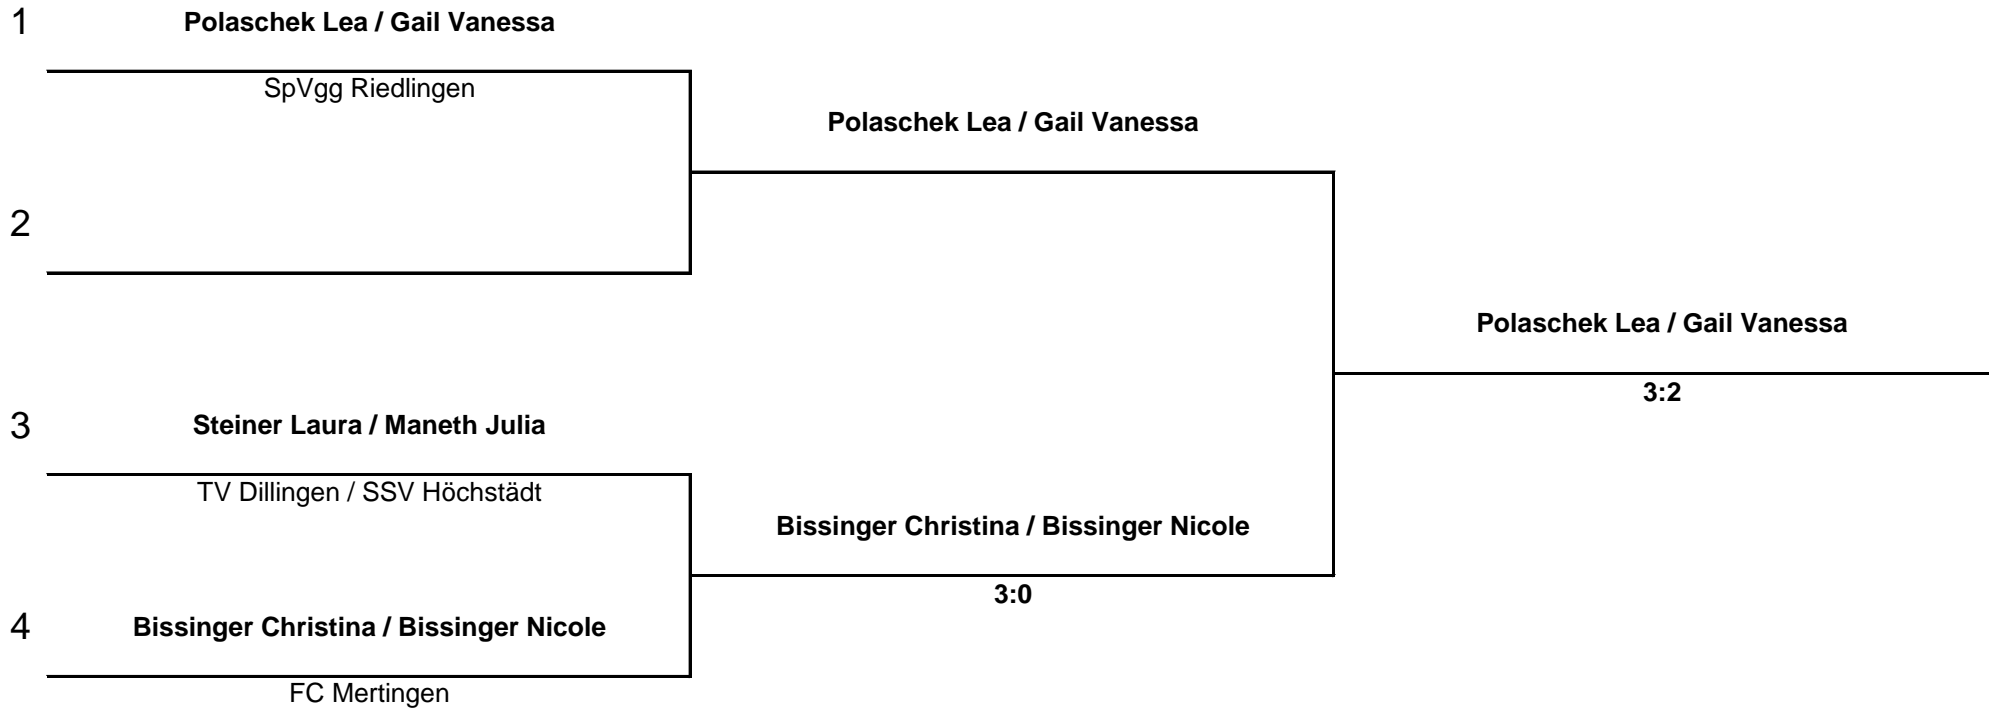 1
Polaschek Lea / Gail Vanessa
SpVgg Riedlingen
Polaschek Lea / Gail Vanessa
2
Polaschek Lea / Gail Vanessa
3:2
3
Steiner Laura / Maneth Julia
TV Dillingen / SSV Höchstädt
Bissinger Christina / Bissinger Nicole
3:0
4
Bissinger Christina / Bissinger Nicole
FC Mertingen